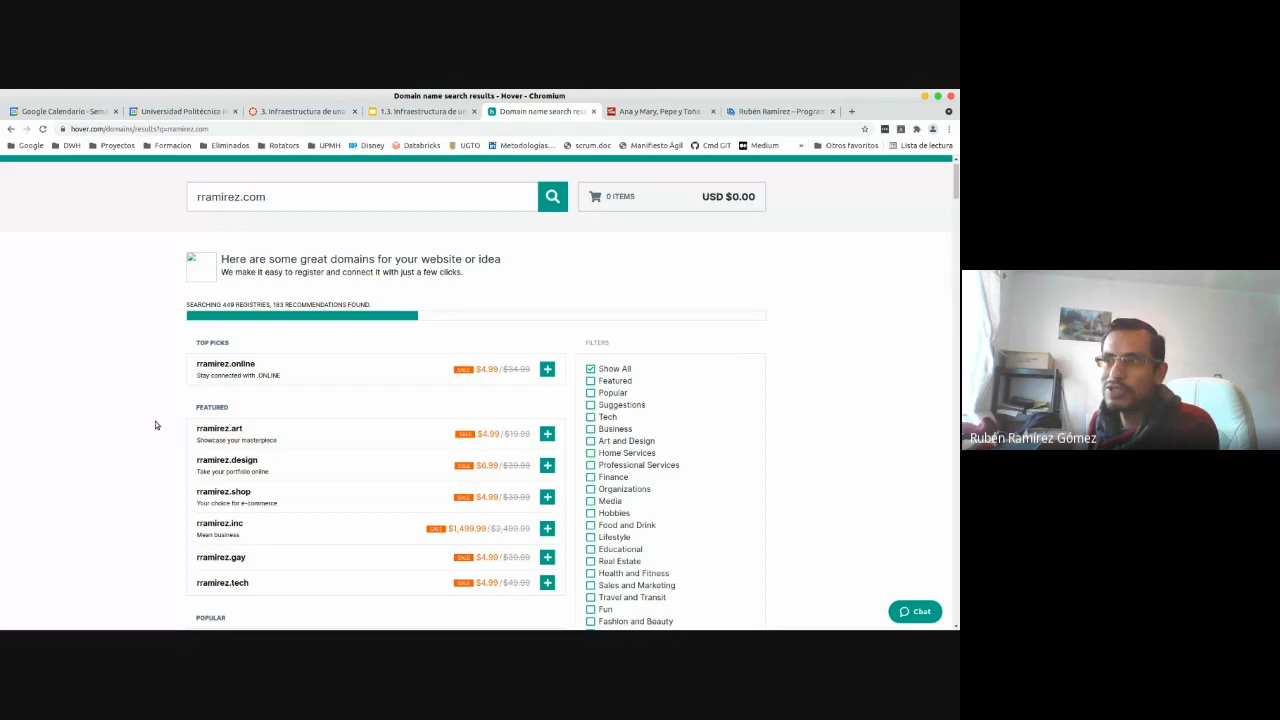 Domain name search results - Hover - Chromium
Google Calendario - Sema
Universidad Politécnica M
3. Infraestructura de una
1.3. Infraestructura de un
Domain name search resu
Ana y Mary, Pepe y Toño
Rubén Ramírez – Program
hover.com/domains/results?q=rramirez.com
Google
DWH
Proyectos
Formacion
Eliminados
Rotators
UPMH
Disney
Databricks
UGTO
Metodologías...
scrum.doc
Manifiesto Ágil
Cmd GIT
Medium
»
Otros favoritos
Lista de lectura
rramirez.com
0 ITEMS
USD $0.00
Here are some great domains for your website or idea
We make it easy to register and connect it with just a few clicks.
SEARCHING 449 REGISTRIES, 183 RECOMMENDATIONS FOUND.
TOP PICKS
rramirez.online
Stay connected with .ONLINE
SALE $4.99 / $34.99
FEATURED
rramirez.art
Showcase your masterpiece
SALE $4.99 / $19.99
rramirez.design
Take your portfolio online
SALE $6.99 / $39.99
rramirez.shop
Your choice for e-commerce
SALE $4.99 / $39.99
rramirez.inc
Mean business
SALE $1,499.99 / $2,499.99
rramirez.gay
SALE $4.99 / $39.99
rramirez.tech
SALE $4.99 / $49.99
POPULAR
FILTERS
Show All
Featured
Popular
Suggestions
Tech
Business
Art and Design
Home Services
Professional Services
Finance
Organizations
Media
Hobbies
Food and Drink
Lifestyle
Educational
Real Estate
Health and Fitness
Sales and Marketing
Travel and Transit
Fun
Fashion and Beauty
Chat
Rubén Ramírez Gómez